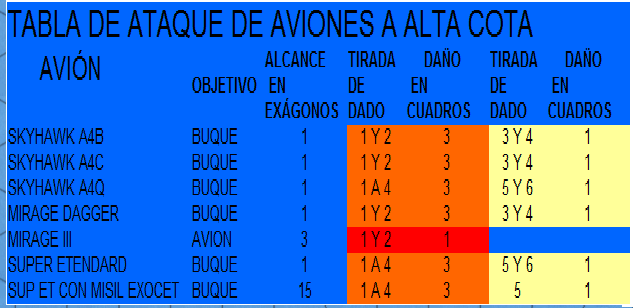 TABLA DE ATAQUE DE AVIONES A ALTA COTA
AVIÓN OBJETIVO ALCANCE EN EXÁGONOS TIRADA DE DADO DAÑO EN CUADROS TIRADA DE DADO DAÑO EN CUADROS
SKYHAWK A4B BUQUE 1 1 Y 2 3 3 Y 4 1
SKYHAWK A4C BUQUE 1 1 Y 2 3 3 Y 4 1
SKYHAWK A4Q BUQUE 1 1 A 4 3 5 Y 6 1
MIRAGE DAGGER BUQUE 1 1 Y 2 3 3 Y 4 1
MIRAGE III AVION 3 1 Y 2 1
SUPER ETENDARD BUQUE 1 1 A 4 3 5 Y 6 1
SUP ET CON MISIL EXOCET BUQUE 15 1 A 4 3 5 1